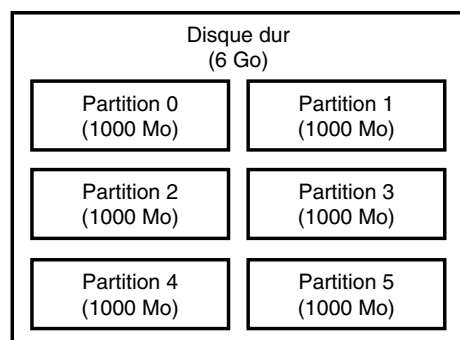 Disque dur
(6 Go)
Partition 0
(1000 Mo)
Partition 1
(1000 Mo)
Partition 2
(1000 Mo)
Partition 3
(1000 Mo)
Partition 4
(1000 Mo)
Partition 5
(1000 Mo)